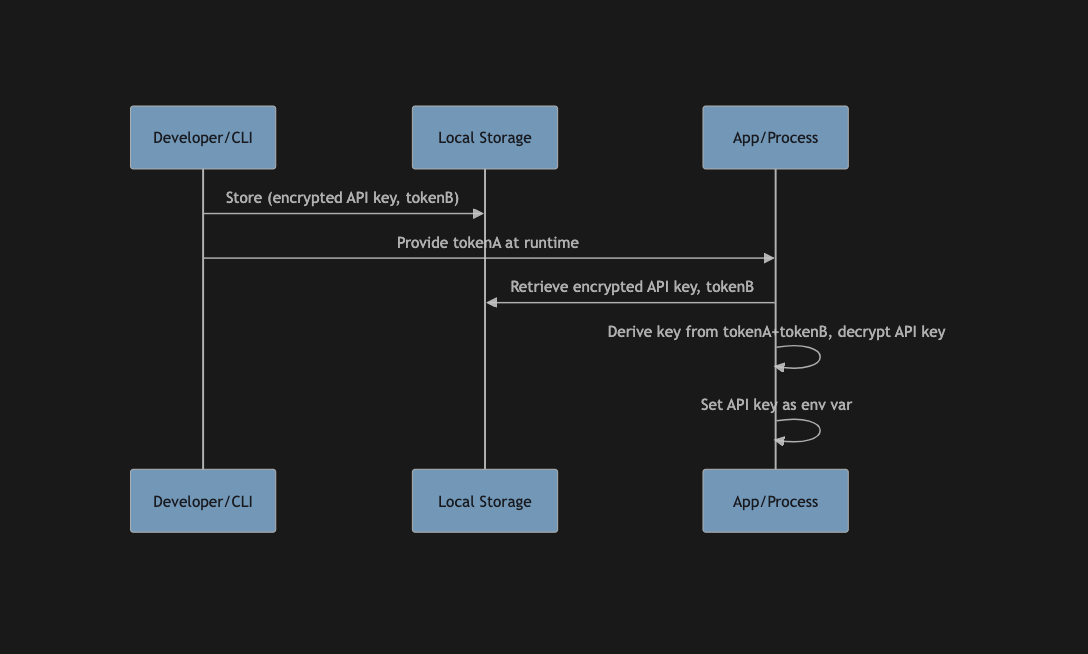 Developer/CLI
Local Storage
App/Process
Store (encrypted API key, tokenB)
Provide tokenA at runtime
Retrieve encrypted API key, tokenB
Derive key from tokenA+tokenB, decrypt API key
Set API key as env var
Developer/CLI
Local Storage
App/Process